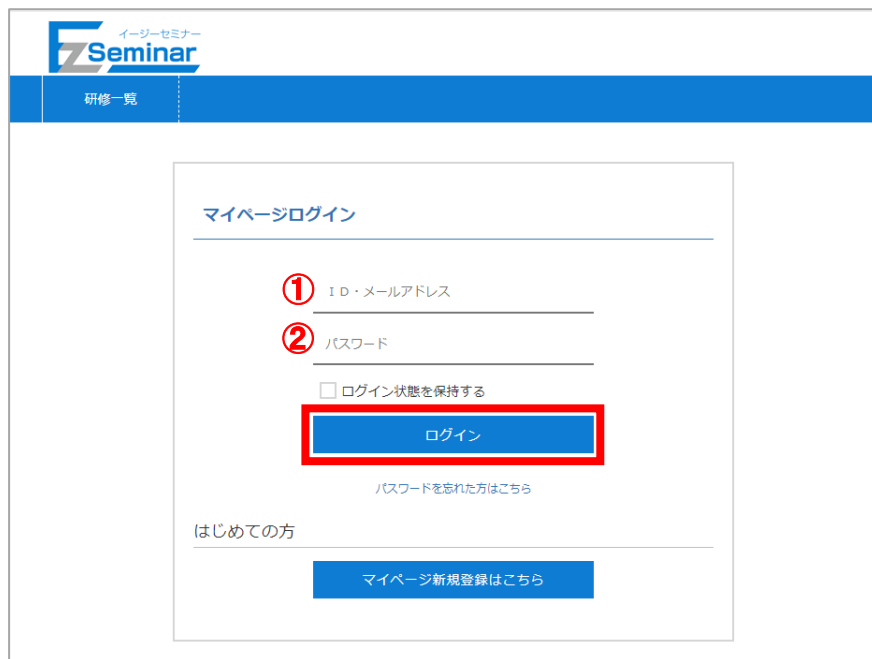 イージーセミナー
EzSeminar
研修一覧
マイページログイン
① ＩＤ・メールアドレス
② パスワード
ログイン状態を保持する
ログイン
パスワードを忘れた方はこちら
はじめての方
マイページ新規登録はこちら